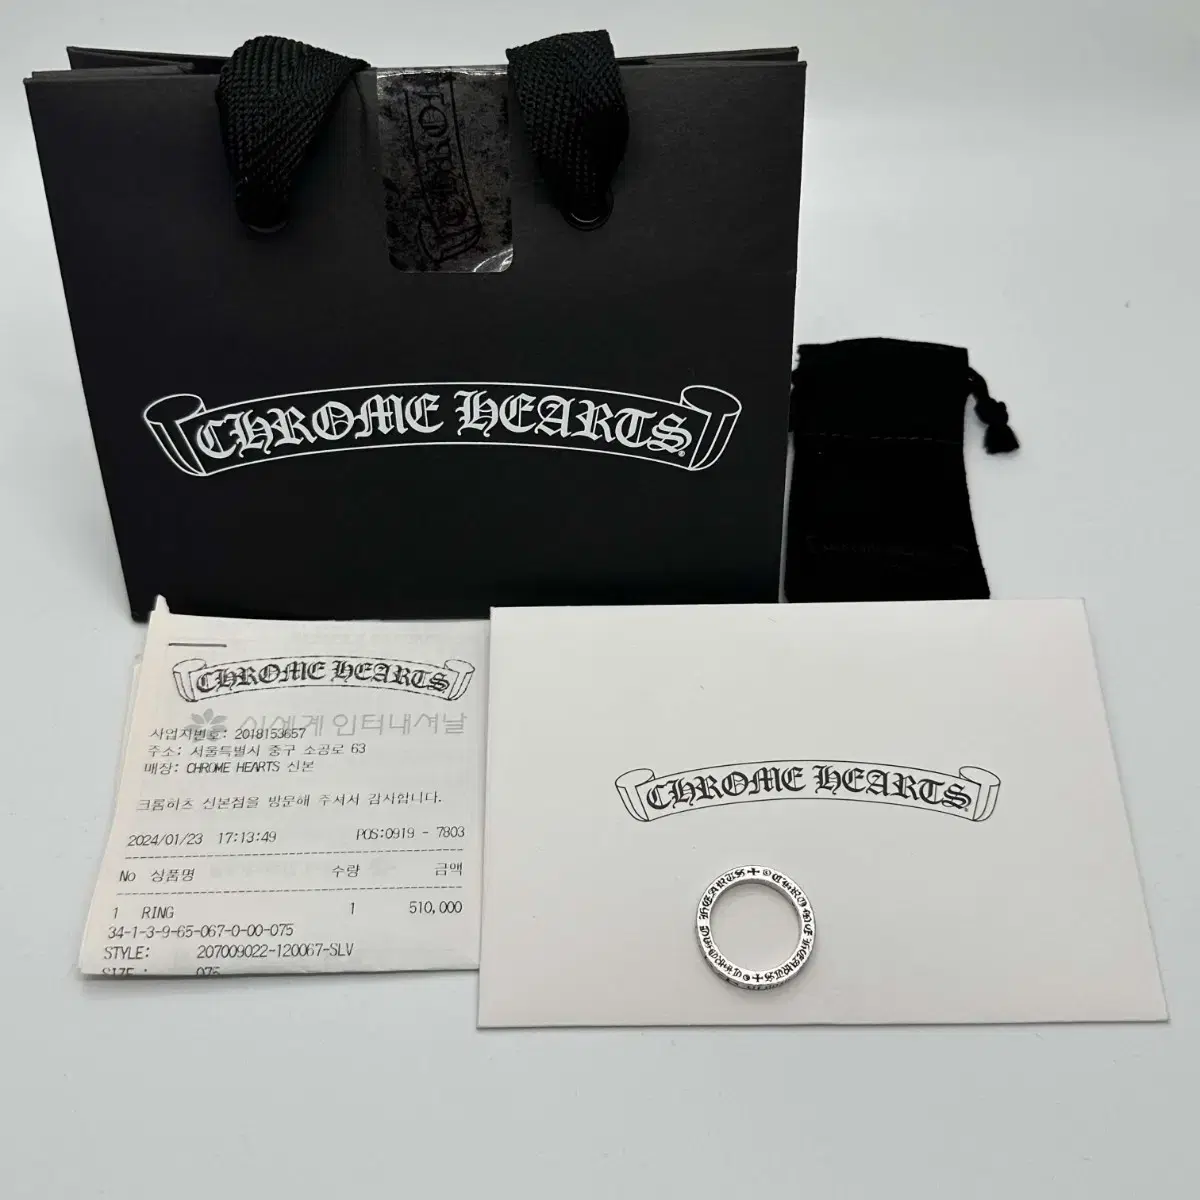 CHROME
CHROME HEARTS
CHROME HEARTS
신세계인터내셔날
사업자번호: 2018153657
주소: 서울특별시 중구 소공로 63
매장: CHROME HEARTS 신본
크롬하츠 신본점을 방문해 주셔서 감사합니다.
2024/01/23 17:13:49 POS:0919 - 7803
No 상품명 수량 금액
1 RING 1 510,000
34-1-3-9-65-067-0-00-075
STYLE: 207009022-120067-SLV
SIZE : 075
CHROME HEARTS
CHROME HEARTS CHROME HEARTS